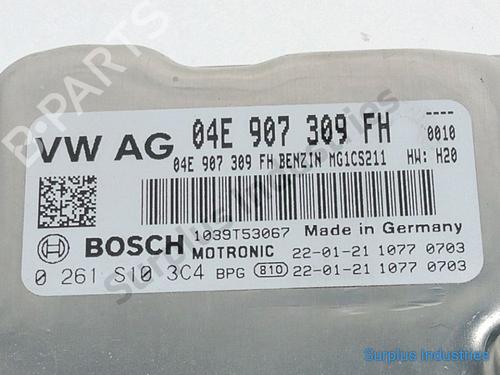 VW AG 04E 907 309 FH ----
0010
04E 907 309 FH BENZIN MG1CS211 HW: H20
1039T53067 Made in Germany
BOSCH MOTRONIC 22-01-21 1077 0703
0 261 S10 3C4 BPG 810 22-01-21 1077 0703
B-PARTS
Surplus Industries
Surplus Industries